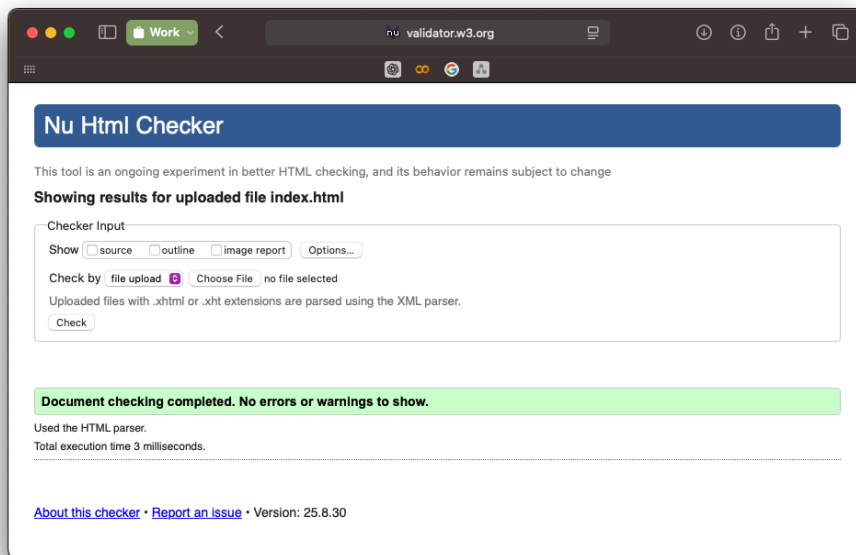 Work
nu validator.w3.org
Nu Html Checker
This tool is an ongoing experiment in better HTML checking, and its behavior remains subject to change
Showing results for uploaded file index.html
Checker Input
Show source outline image report Options...
Check by file upload Choose File no file selected
Uploaded files with .xhtml or .xht extensions are parsed using the XML parser.
Check
Document checking completed. No errors or warnings to show.
Used the HTML parser.
Total execution time 3 milliseconds.
About this checker • Report an issue • Version: 25.8.30